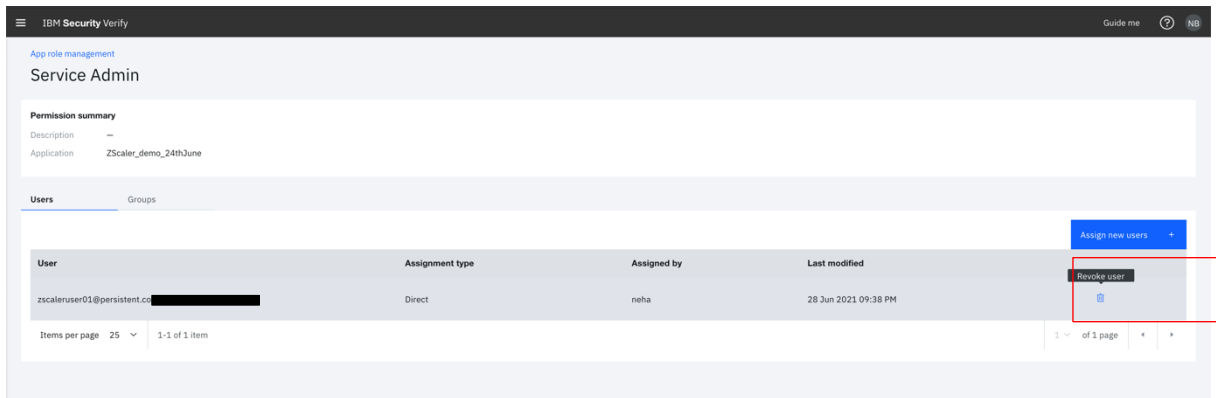 IBM Security Verify Guide me ? NB
App role management
Service Admin
Permission summary
Description —
Application ZScaler_demo_24thJune
Users Groups
Assign new users +
User Assignment type Assigned by Last modified
Revoke user
zscaleruser01@persistent.co Direct neha 28 Jun 2021 09:38 PM
Items per page 25 1-1 of 1 item 1 of 1 page